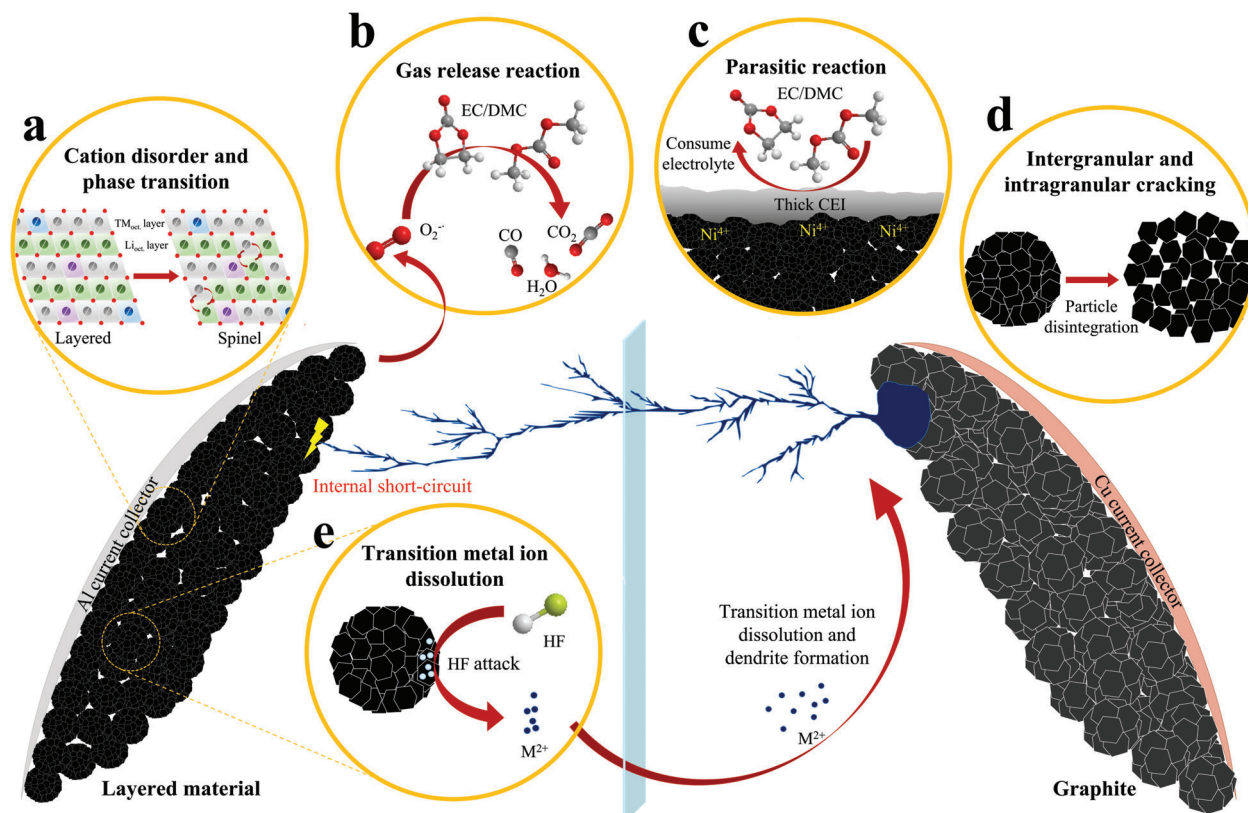 a
Cation disorder and
phase transition
TMoct. layer
Lioct. layer
Layered
Spinel
b
Gas release reaction
EC/DMC
O₂⁻·
CO
CO₂
H₂O
c
Parasitic reaction
EC/DMC
Consume
electrolyte
Thick CEI
Ni⁴⁺
Ni⁴⁺
Ni⁴⁺
d
Intergranular and
intragranular cracking
Particle
disintegration
Internal short-circuit
Al current collector
Cu current collector
e
Transition metal ion
dissolution
HF
HF attack
M²⁺
Transition metal ion
dissolution and
dendrite formation
M²⁺
Layered material
Graphite